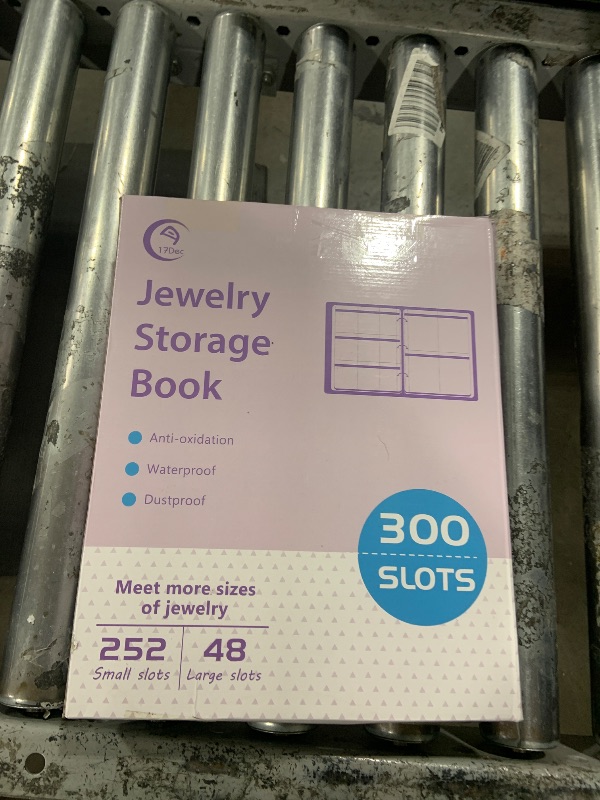 17Dec
Jewelry
Storage
Book
Anti-oxidation
Waterproof
Dustproof
300
SLOTS
Meet more sizes
of jewelry
252
Small slots
48
Large slots